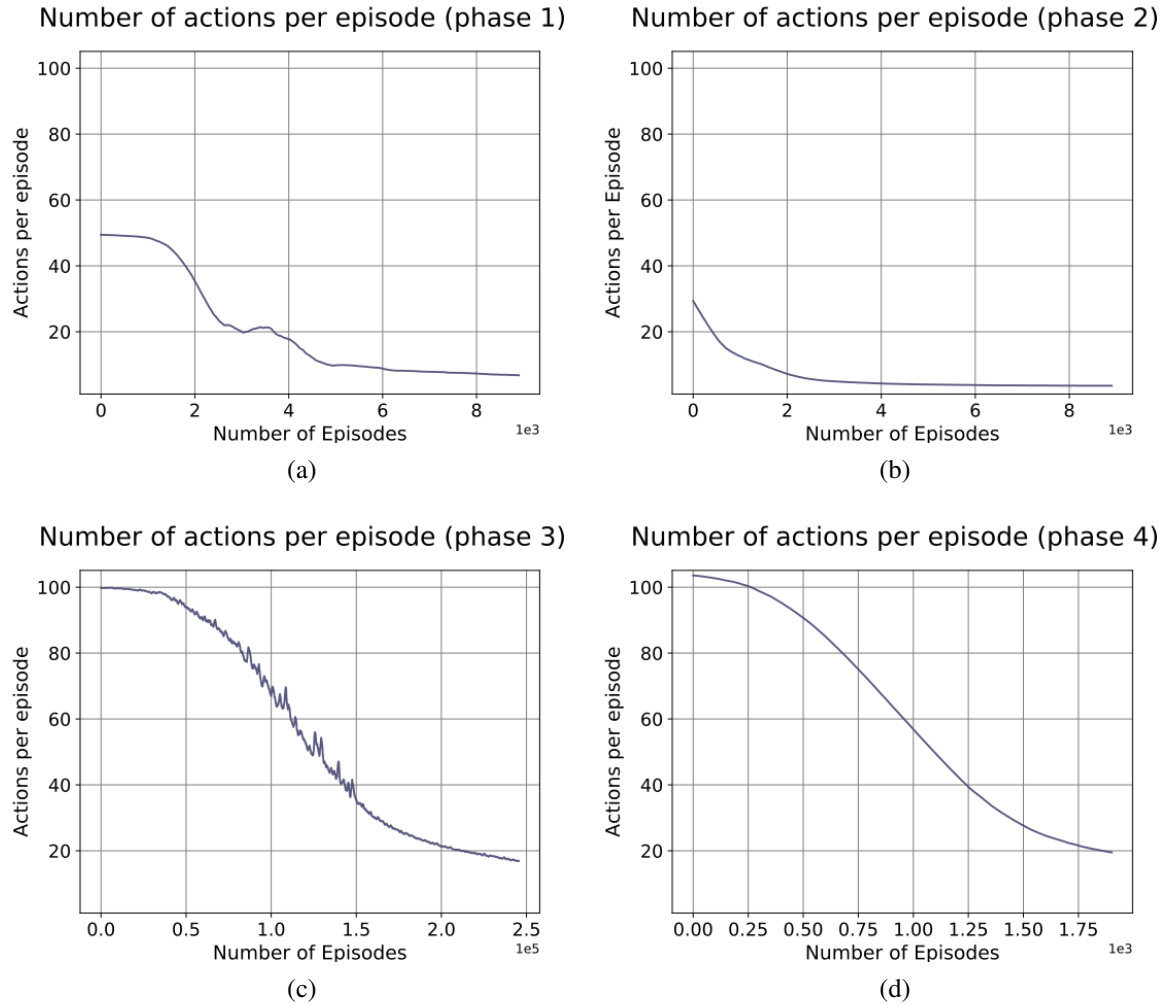 Number of actions per episode (phase 1)
Actions per episode
100
80
60
40
20
0 2 4 6 8
1e3
Number of Episodes
(a)
Number of actions per episode (phase 2)
Actions per Episode
100
80
60
40
20
0 2 4 6 8
1e3
Number of Episodes
(b)
Number of actions per episode (phase 3)
Actions per episode
100
80
60
40
20
0.0 0.5 1.0 1.5 2.0 2.5
1e5
Number of Episodes
(c)
Number of actions per episode (phase 4)
Actions per episode
100
80
60
40
20
0.00 0.25 0.50 0.75 1.00 1.25 1.50 1.75
1e3
Number of Episodes
(d)